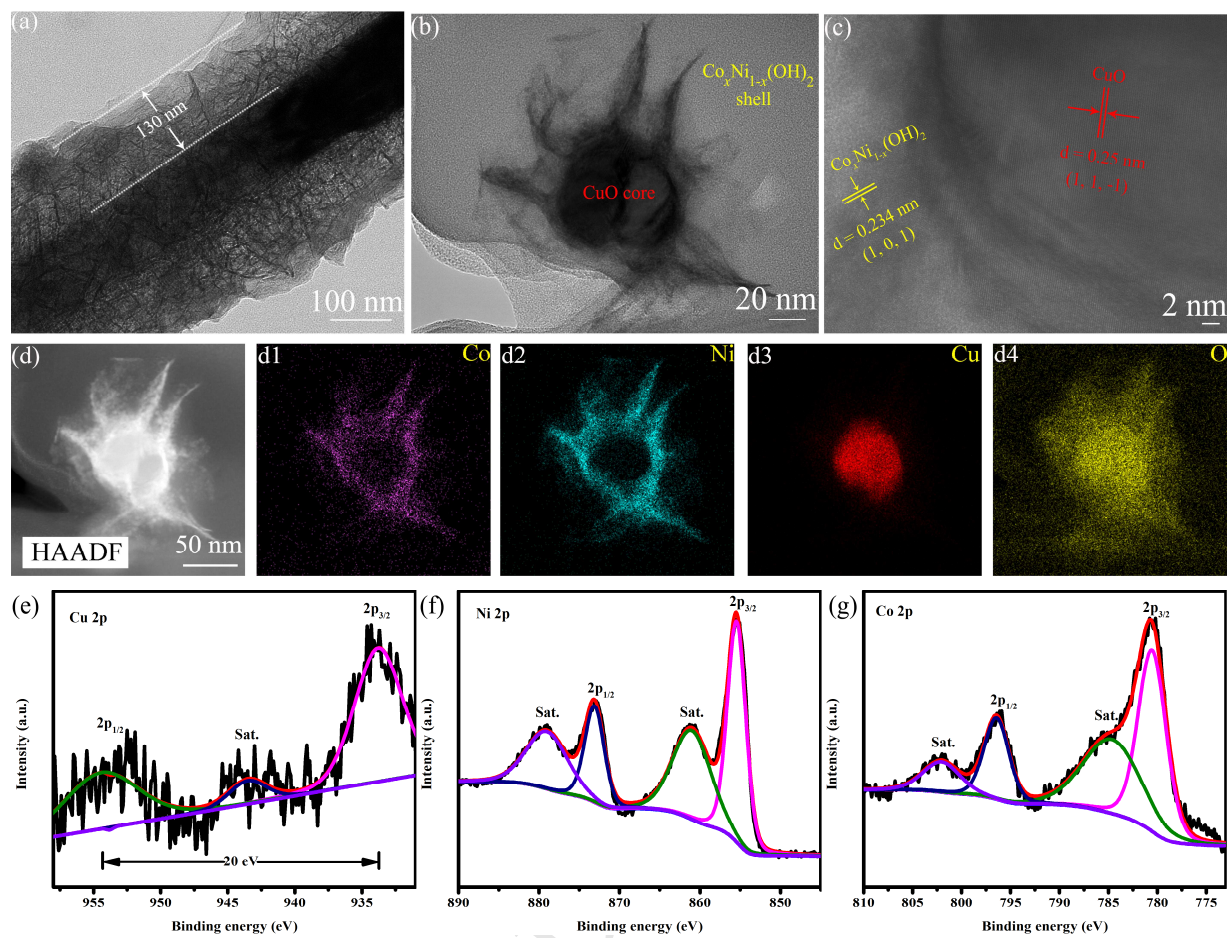 (a)
130 nm
100 nm
(b)
CoxNi1-x(OH)2
shell
CuO core
20 nm
(c)
CuO
d = 0.25 nm
(1, 1, -1)
CoxNi1-x(OH)2
d = 0.234 nm
(1, 0, 1)
2 nm
(d)
HAADF
50 nm
d1
Co
d2
Ni
d3
Cu
d4
O
(e)
Cu 2p
2p3/2
2p1/2
Sat.
20 eV
Intensity (a.u.)
955 950 945 940 935
Binding energy (eV)
(f)
Ni 2p
2p3/2
2p1/2
Sat.
Sat.
Intensity (a.u.)
890 880 870 860 850
Binding energy (eV)
(g)
Co 2p
2p3/2
2p1/2
Sat.
Sat.
Intensity (a.u.)
810 805 800 795 790 785 780 775
Binding energy (eV)